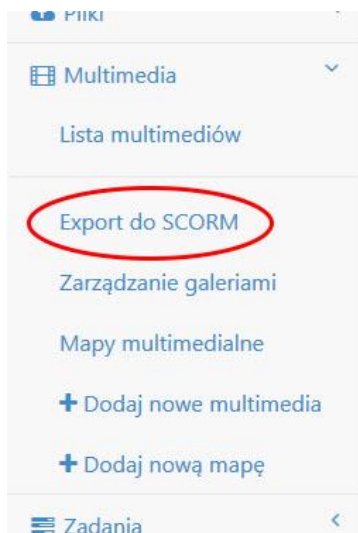 Pliki
Multimedia
Lista multimediów
Export do SCORM
Zarządzanie galeriami
Mapy multimedialne
+ Dodaj nowe multimedia
+ Dodaj nową mapę
Zadania